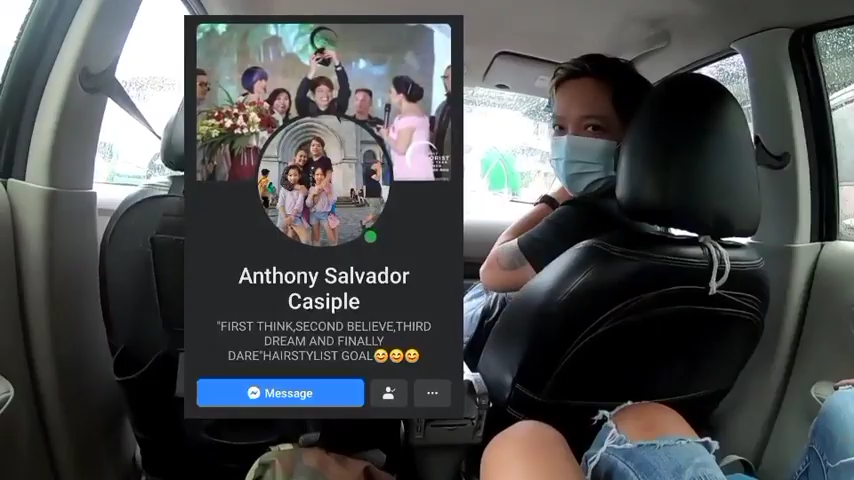 Anthony Salvador
Casiple
"FIRST THINK,SECOND BELIEVE,THIRD
DREAM AND FINALLY
DARE"HAIRSTYLIST GOAL😅😅😅
Message